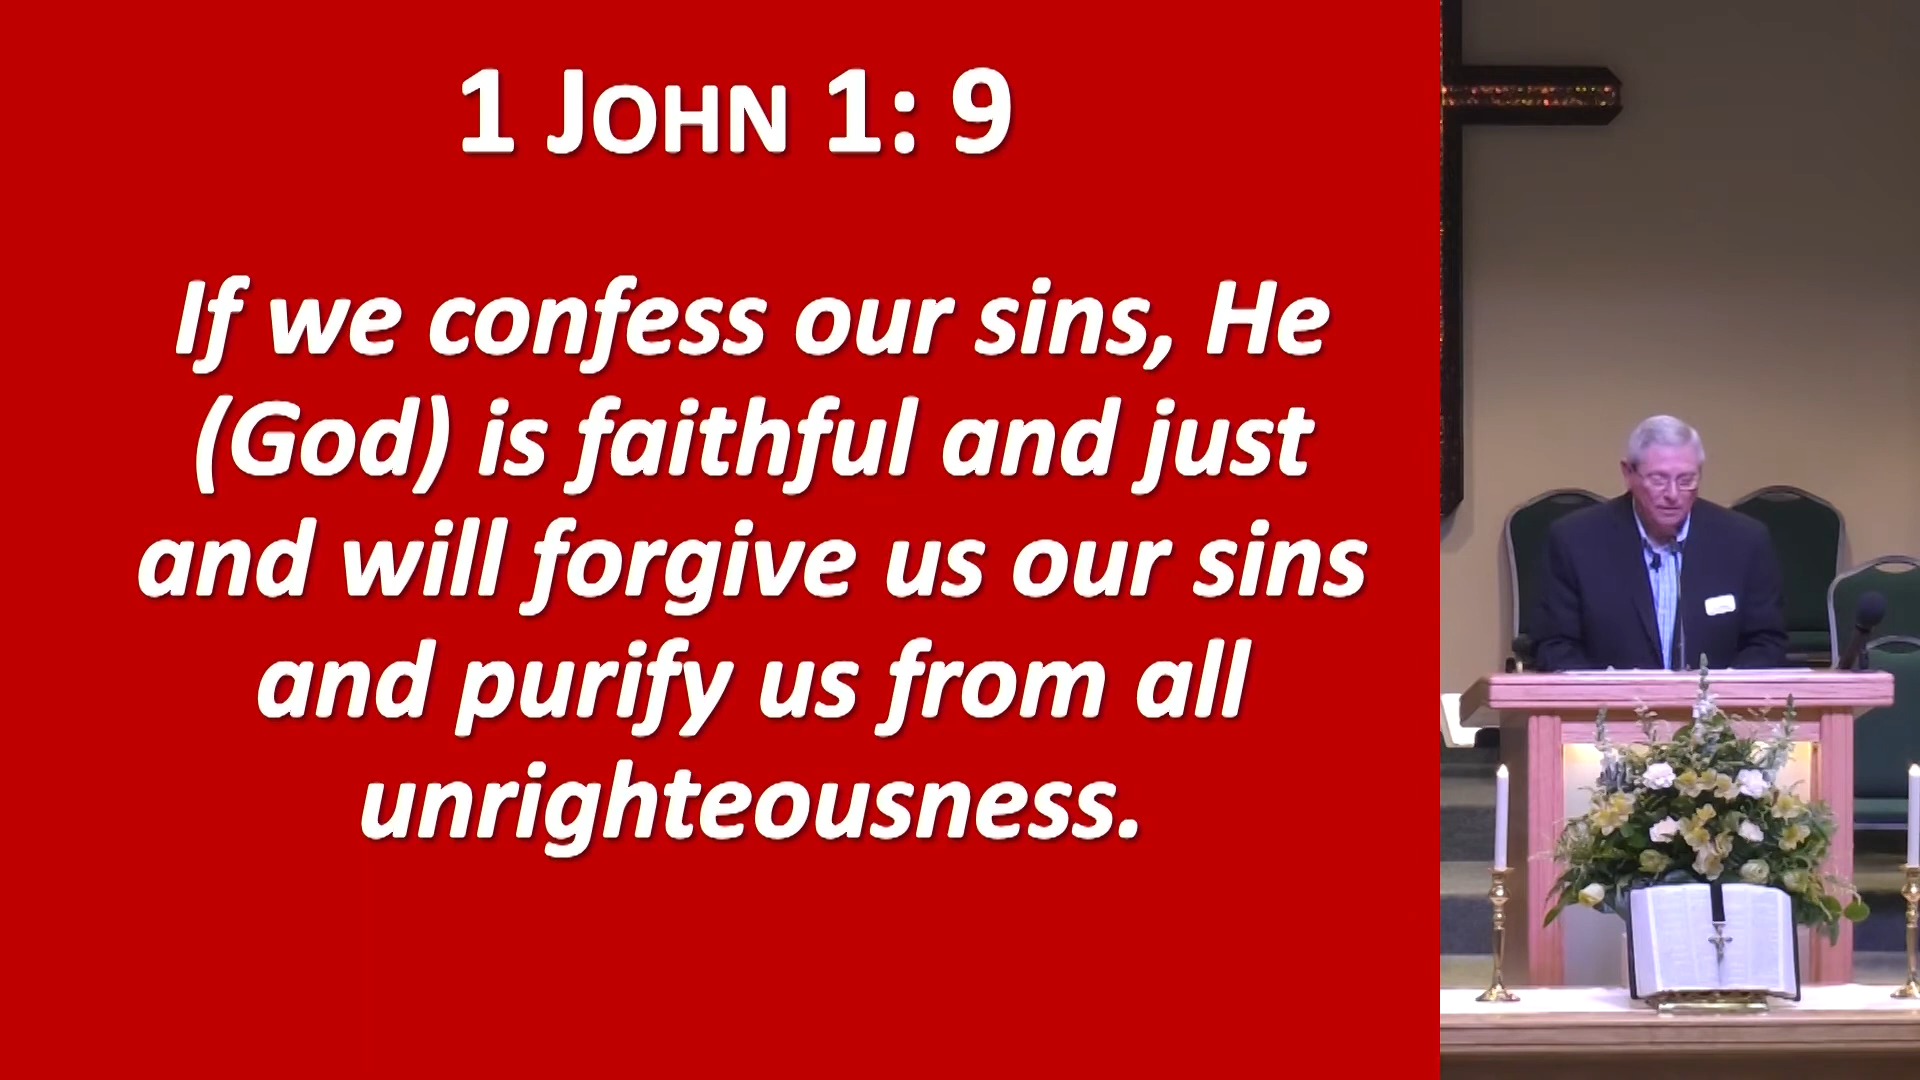 1 JOHN 1: 9
If we confess our sins, He
(God) is faithful and just
and will forgive us our sins
and purify us from all
unrighteousness.